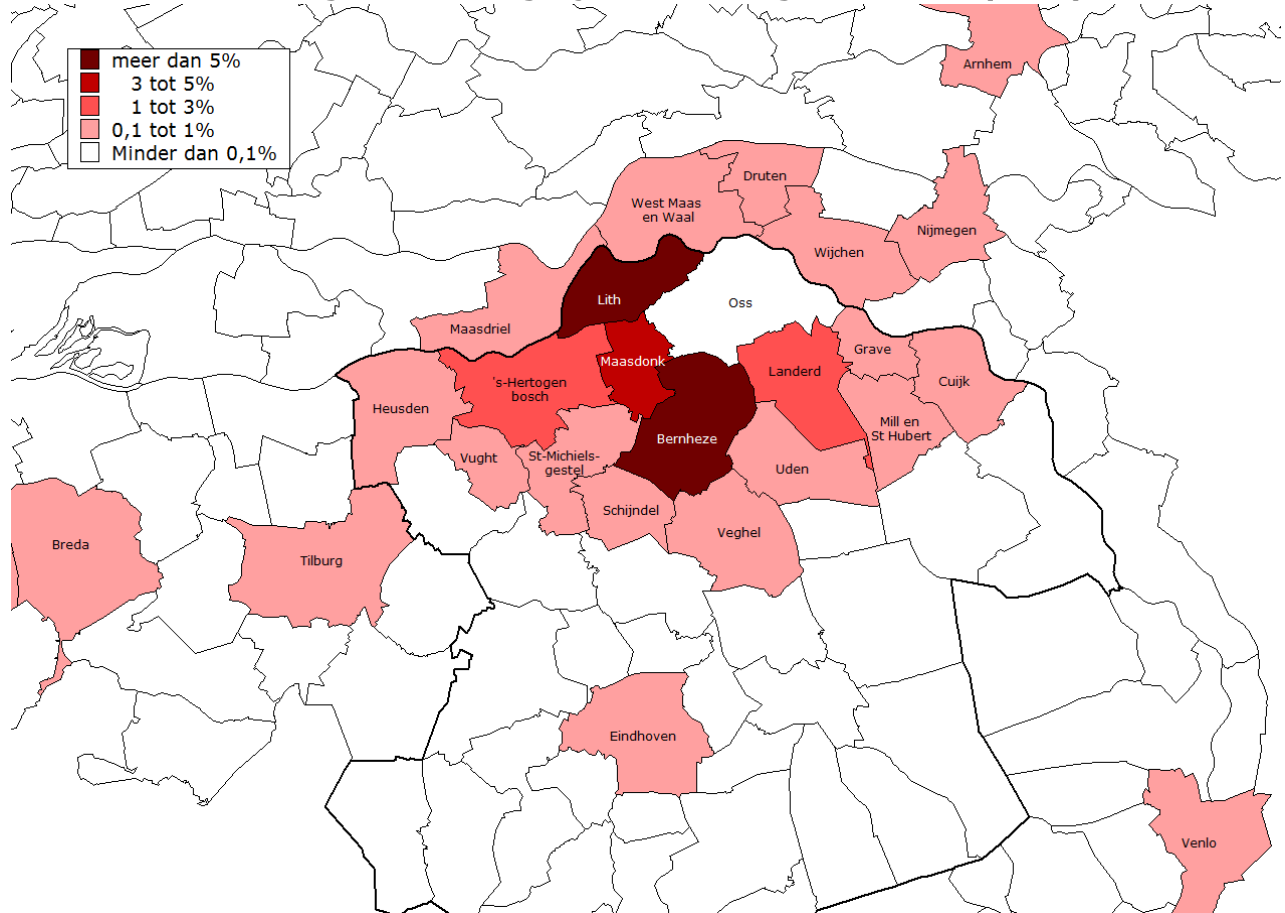 meer dan 5%
3 tot 5%
1 tot 3%
0,1 tot 1%
Minder dan 0,1%
Arnhem
Druten
West Maas
en Waal
Nijmegen
Wijchen
Lith
Oss
Maasdriel
Grave
Maasdonk
Landerd
's-Hertogen
bosch
Cuijk
Heusden
Mill en
St Hubert
Bernheze
Vught
St-Michiels-
gestel
Uden
Schijndel
Veghel
Breda
Tilburg
Eindhoven
Venlo